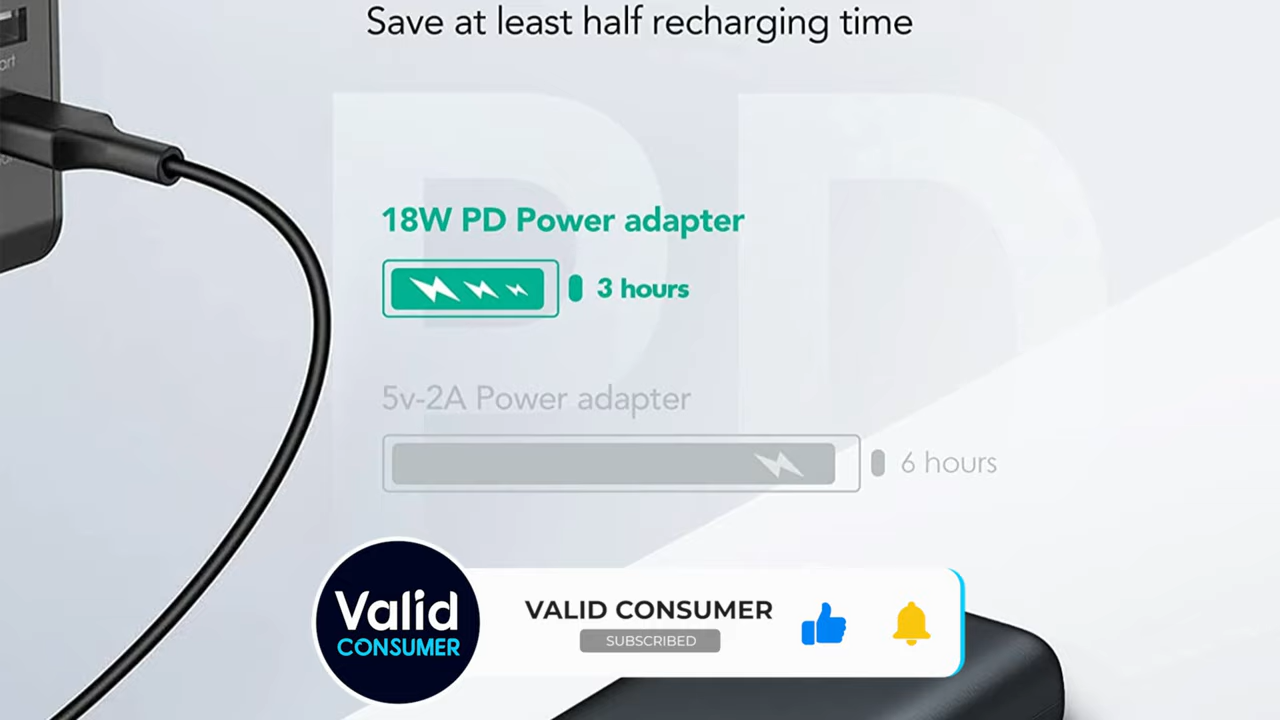 Save at least half recharging time
PD
18W PD Power adapter
3 hours
5v-2A Power adapter
6 hours
Valid
CONSUMER
VALID CONSUMER
SUBSCRIBED